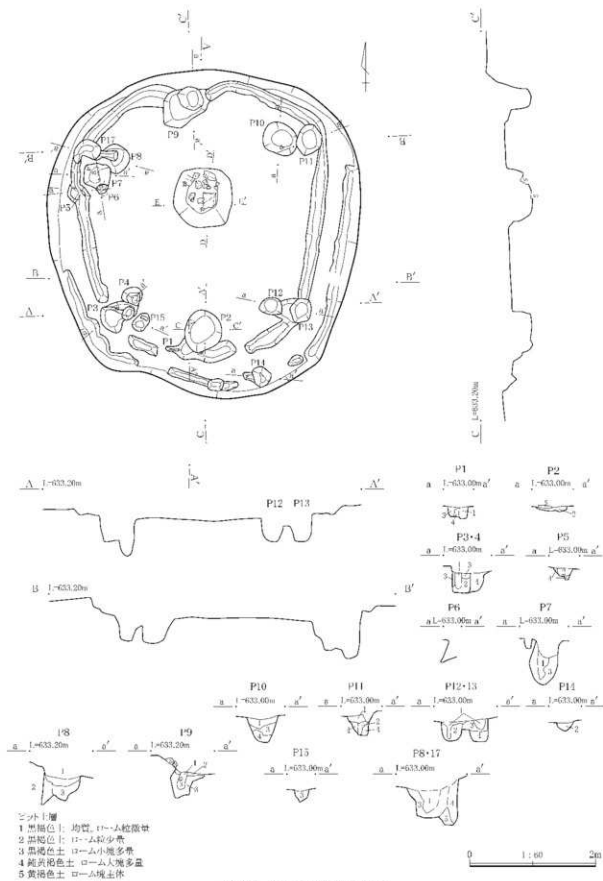 C'
A
P9
P10
P11
P17
P8
B'
B
P7
P6
P5
E
E'
B
B'
P4
A
A'
P3
P15
P12
P13
C
C'
P2
P1
P14
C
A'
C'
C L=633.20m
A L=633.20m A'
P12 P13
B L=633.20m B'
P1 P2
a L=633.00m a' a a'
P3・4 P5
a L=633.00m a' a L=633.00m a'
P6 P7
a L=633.00m a' a L=633.00m a'
P10 P11 P12・13 P14
a L=633.00m a' a L=633.00m a' a L=633.00m a' a L=633.00m a'
P8 P9 P15 P8・17
a L=633.20m a' a L=633.20m a' a L=633.00m a' a L=633.00m a'
ピット土層
1 黒褐色土 均質、ローム粒微量
2 黒褐色土 ローム粒少量
3 黒褐色土 ローム小塊多量
4 鈍黄褐色土 ローム大塊多量
5 黄褐色土 ローム塊主体
0 1:60 2m